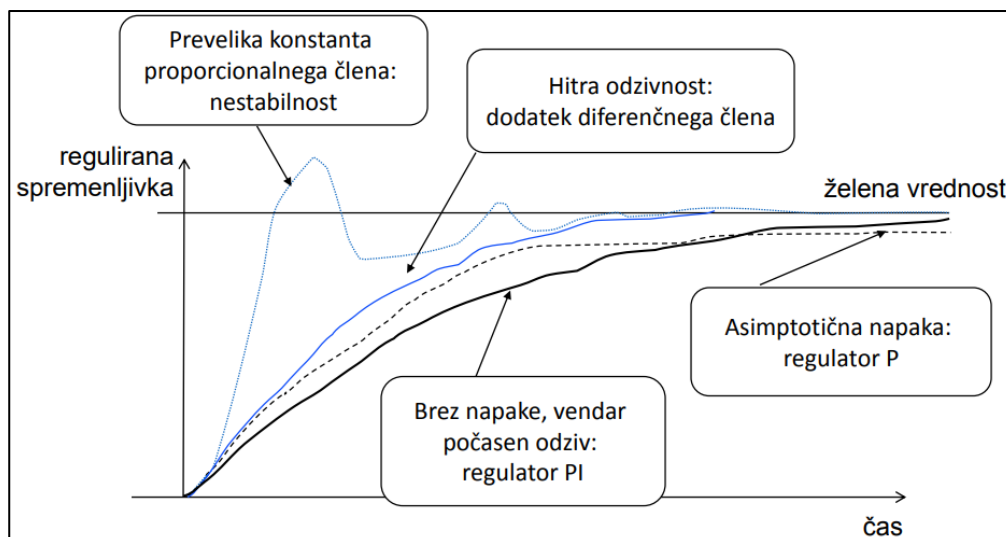 Prevelika konstanta
proporcionalnega člena:
nestabilnost
Hitra odzivnost:
dodatek diferenčnega člena
regulirana
spremenljivka
želena vrednost
Asimptotična napaka:
regulator P
Brez napake, vendar
počasen odziv:
regulator PI
čas